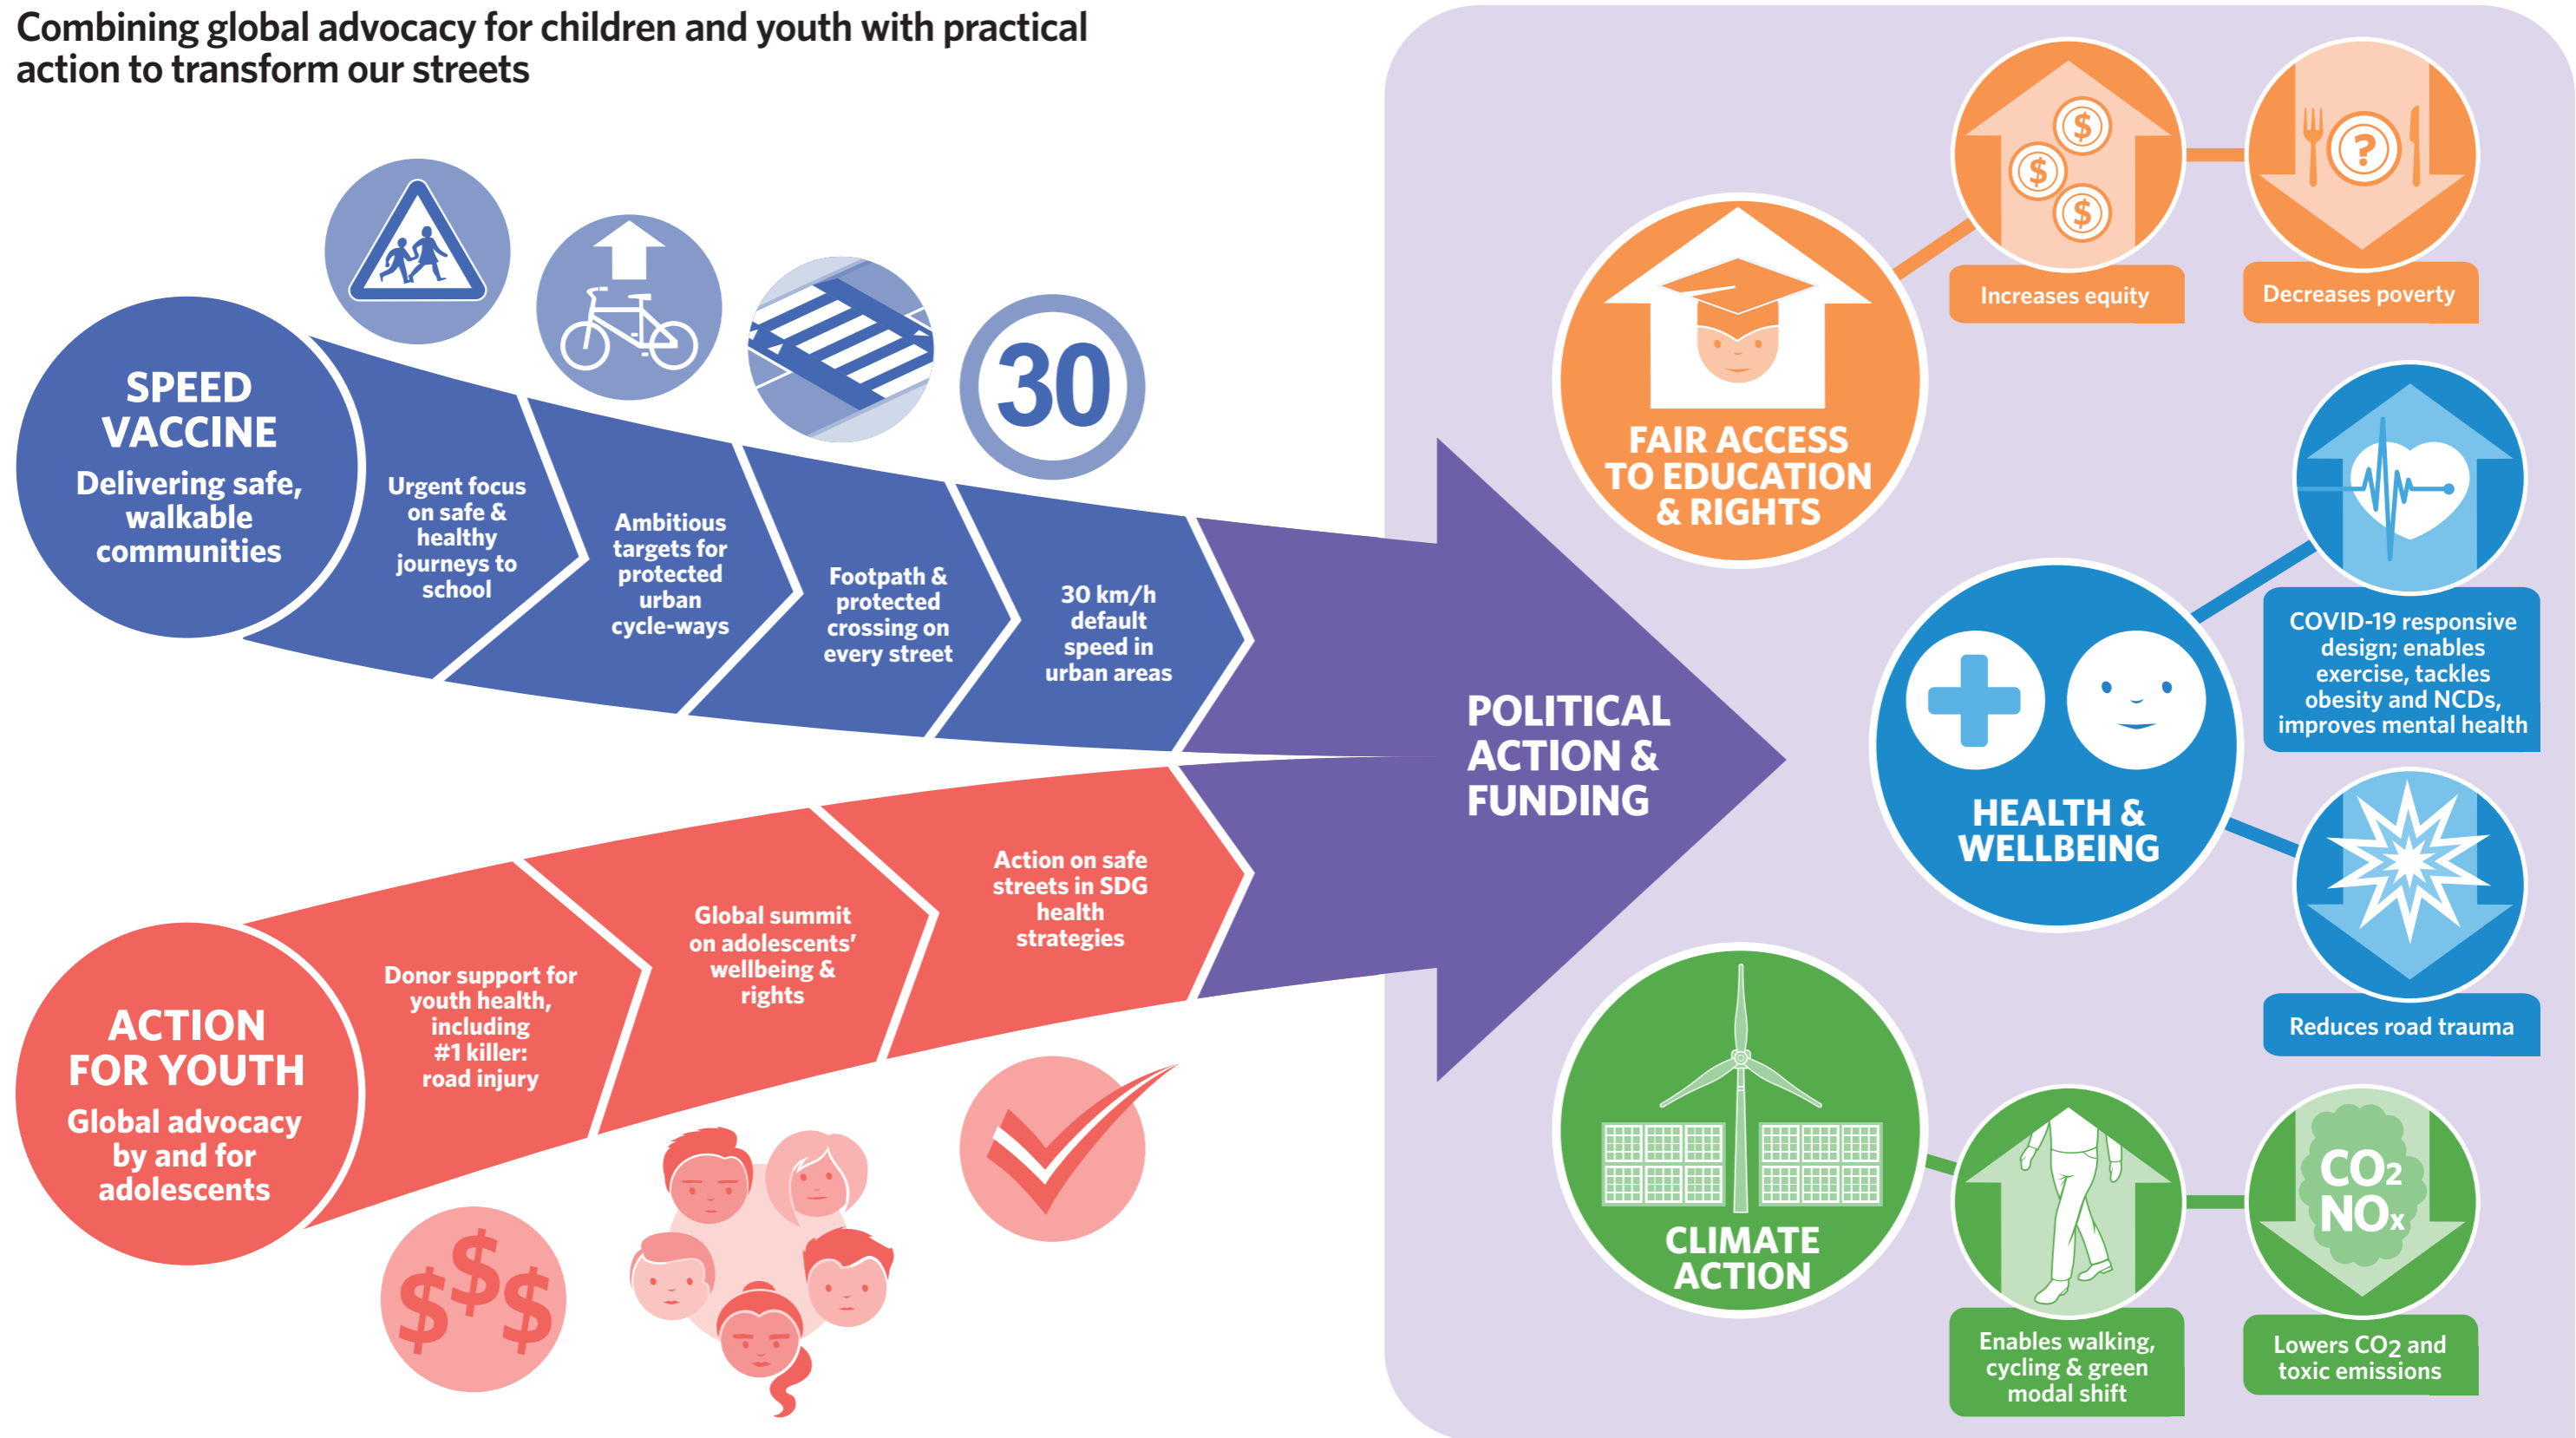 Combining global advocacy for children and youth with practical
action to transform our streets
SPEED
VACCINE
Delivering safe,
walkable
communities
Urgent focus
on safe &
healthy
journeys to
school
Ambitious
targets for
protected
urban
cycle-ways
Footpath &
protected
crossing on
every street
30
30 km/h
default
speed in
urban areas
ACTION
FOR YOUTH
Global advocacy
by and for
adolescents
Donor support for
youth health,
including
#1 killer:
road injury
$$$
Global summit
on adolescents’
wellbeing &
rights
Action on safe
streets in SDG
health
strategies
POLITICAL
ACTION &
FUNDING
FAIR ACCESS
TO EDUCATION
& RIGHTS
$
$
$
Increases equity
?
Decreases poverty
HEALTH &
WELLBEING
COVID-19 responsive
design; enables
exercise, tackles
obesity and NCDs,
improves mental health
Reduces road trauma
CLIMATE
ACTION
Enables walking,
cycling & green
modal shift
CO2
NOx
Lowers CO2 and
toxic emissions